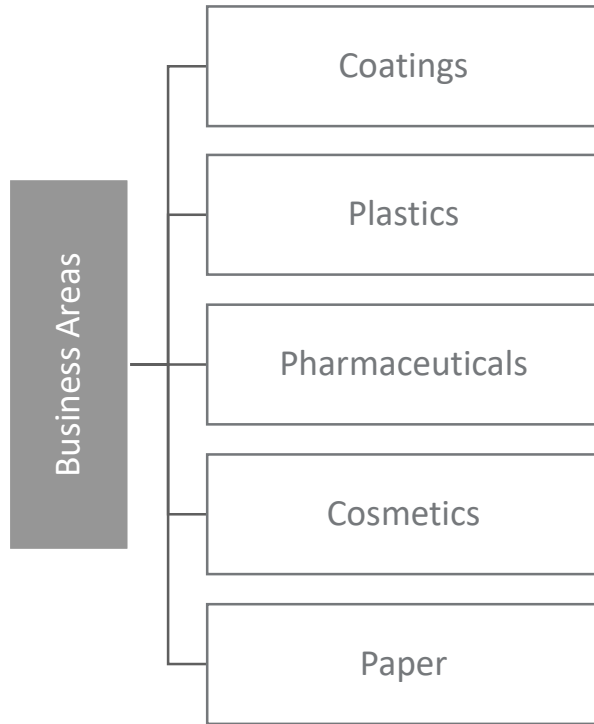 Business Areas
Coatings
Plastics
Pharmaceuticals
Cosmetics
Paper